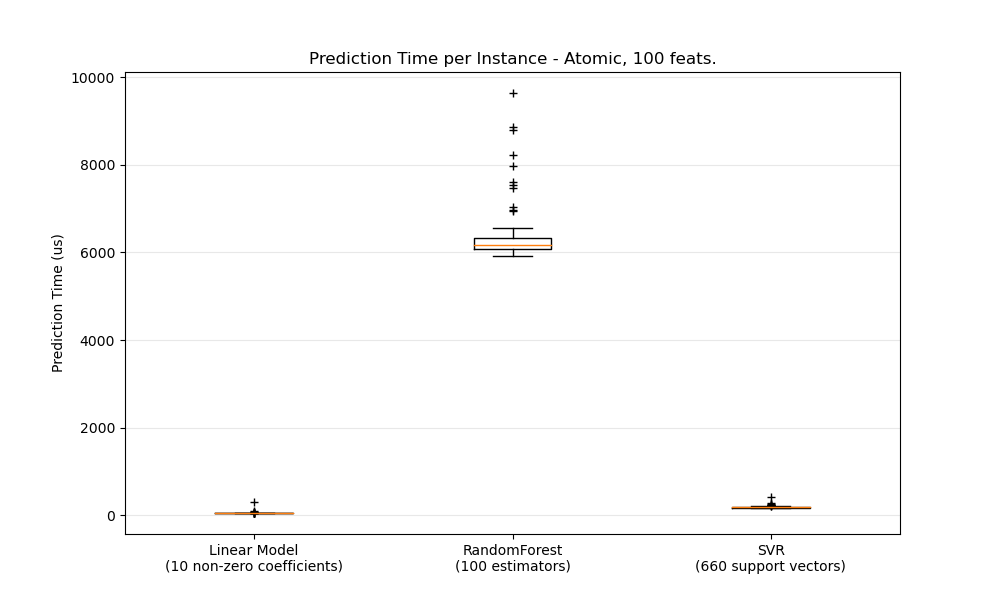 Prediction Time per Instance - Atomic, 100 feats.
Prediction Time (us)
10000
8000
6000
4000
2000
0
Linear Model
(10 non-zero coefficients)
RandomForest
(100 estimators)
SVR
(660 support vectors)